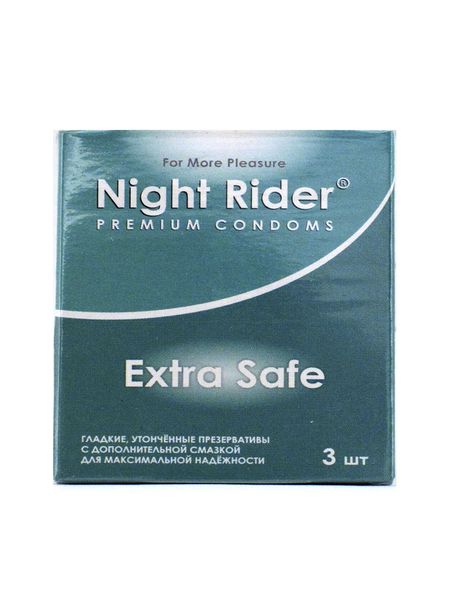 For More Pleasure
Night Rider®
PREMIUM CONDOMS
Extra Safe
ГЛАДКИЕ, УТОНЧЁННЫЕ ПРЕЗЕРВАТИВЫ
С ДОПОЛНИТЕЛЬНОЙ СМАЗКОЙ
ДЛЯ МАКСИМАЛЬНОЙ НАДЁЖНОСТИ
3 шт